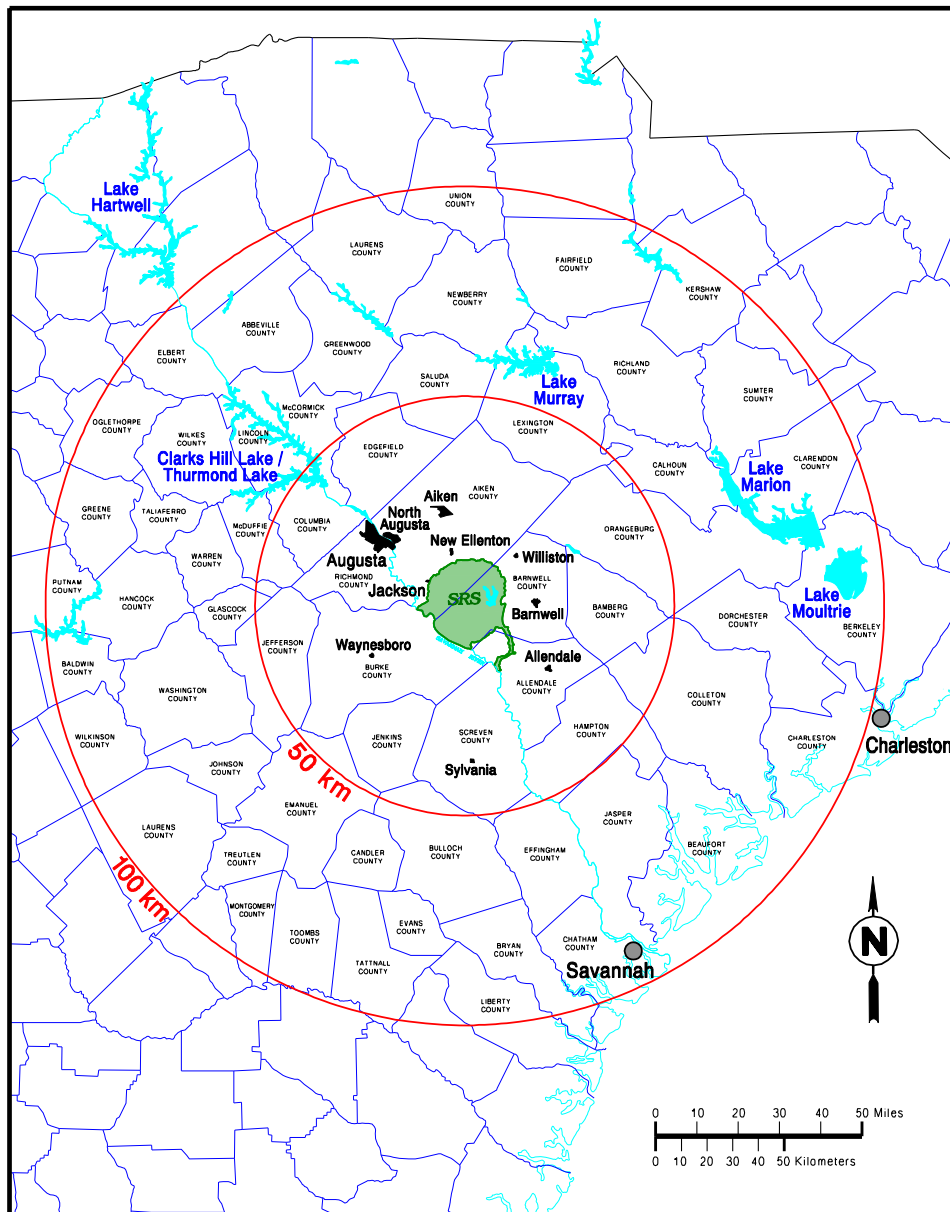 UNION
COUNTY
Lake
Hartwell
LAURENS
COUNTY
FAIRFIELD
COUNTY
KERSHAW
COUNTY
NEWBERRY
COUNTY
ABBEVILLE
COUNTY
GREENWOOD
COUNTY
ELBERT
COUNTY
RICHLAND
COUNTY
SALUDA
COUNTY
Lake
Murray
SUMTER
COUNTY
McCORMICK
COUNTY
OGLETHORPE
COUNTY
WILKES
COUNTY
LINCOLN
COUNTY
LEXINGTON
COUNTY
EDGEFIELD
COUNTY
Clarks Hill Lake /
Thurmond Lake
CALHOUN
COUNTY
Lake
Marion
CLARENDON
COUNTY
AIKEN
COUNTY
Aiken
GREENE
COUNTY
TALIAFERRO
COUNTY
McDUFFIE
COUNTY
COLUMBIA
COUNTY
North
Augusta
ORANGEBURG
COUNTY
New Ellenton
Augusta
Williston
WARREN
COUNTY
RICHMOND
COUNTY
Jackson
SRS
BARNWELL
COUNTY
Barnwell
PUTNAM
COUNTY
HANCOCK
COUNTY
GLASCOCK
COUNTY
BAMBERG
COUNTY
Lake
Moultrie
DORCHESTER
COUNTY
BERKELEY
COUNTY
JEFFERSON
COUNTY
Waynesboro
BURKE
COUNTY
Allendale
ALLENDALE
COUNTY
BALDWIN
COUNTY
WASHINGTON
COUNTY
COLLETON
COUNTY
WILKINSON
COUNTY
JENKINS
COUNTY
SCREVEN
COUNTY
HAMPTON
COUNTY
CHARLESTON
COUNTY
Charleston
JOHNSON
COUNTY
50 km
Sylvania
EMANUEL
COUNTY
JASPER
COUNTY
LAURENS
COUNTY
TREUTLEN
COUNTY
CANDLER
COUNTY
BULLOCH
COUNTY
EFFINGHAM
COUNTY
BEAUFORT
COUNTY
100 km
MONTGOMERY
COUNTY
TOOMBS
COUNTY
EVANS
COUNTY
TATTNALL
COUNTY
BRYAN
COUNTY
CHATHAM
COUNTY
Savannah
LIBERTY
COUNTY
N
0 10 20 30 40 50 Miles
0 10 20 30 40 50 Kilometers